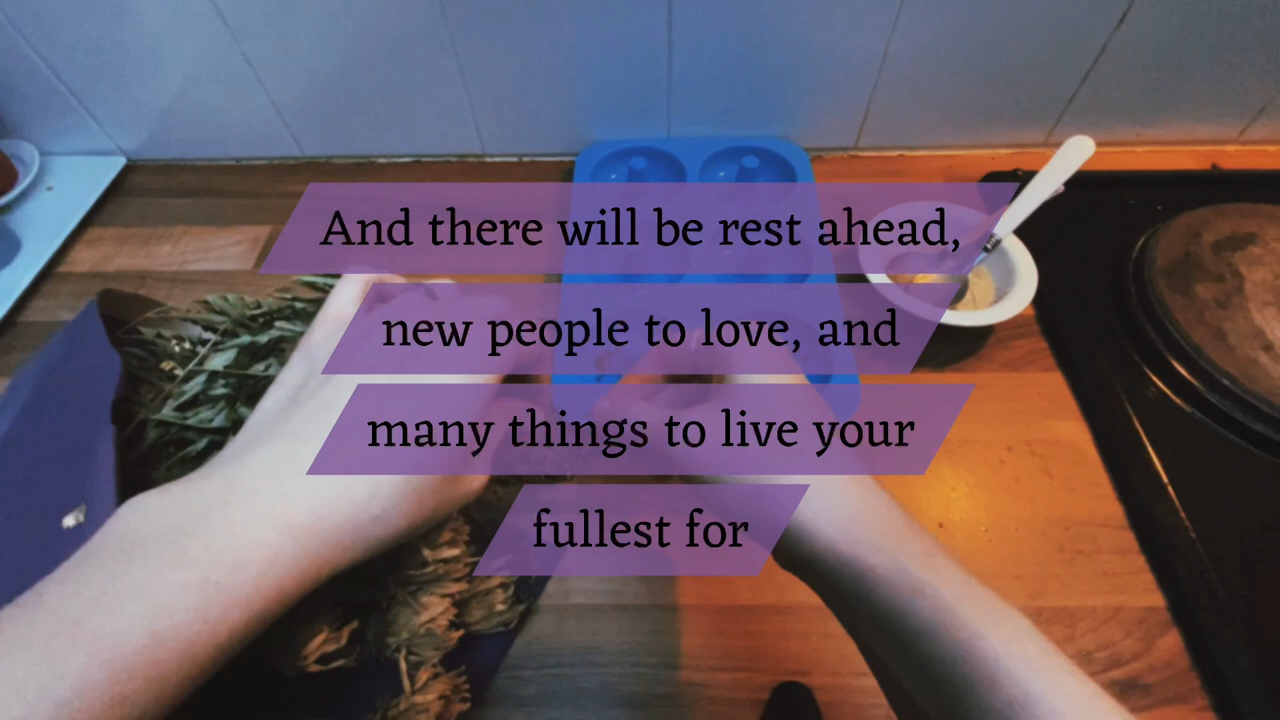 And there will be rest ahead,
new people to love, and
many things to live your
fullest for